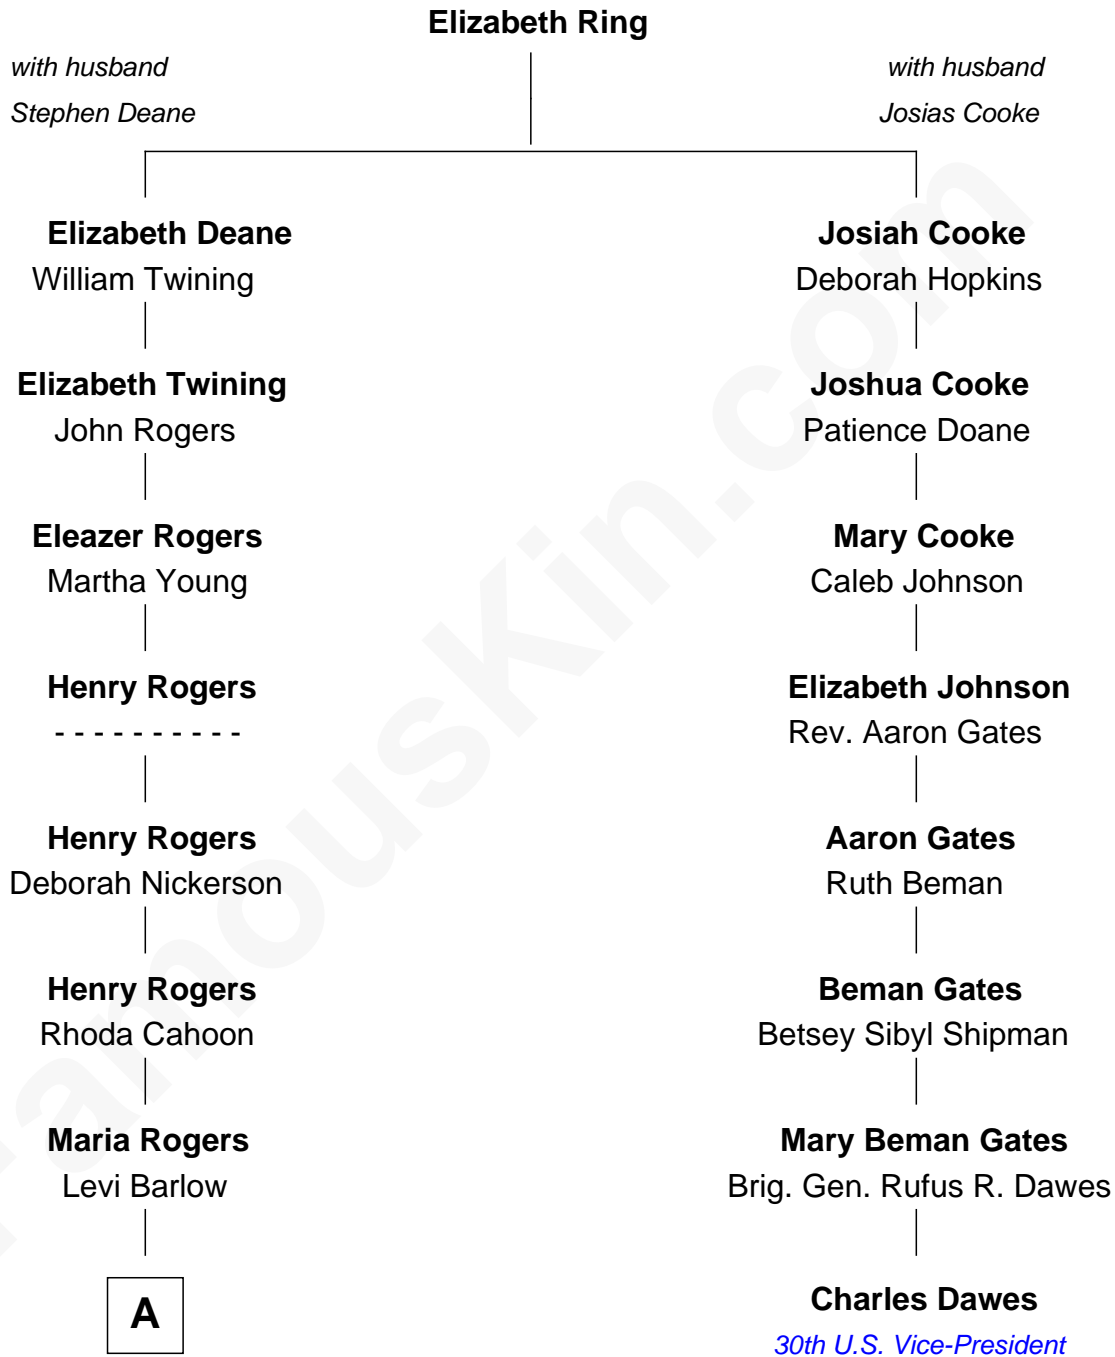 Elizabeth Ring
with husband
Stephen Deane
with husband
Josias Cooke
Elizabeth Deane
William Twining
Josiah Cooke
Deborah Hopkins
Elizabeth Twining
John Rogers
Joshua Cooke
Patience Doane
Eleazer Rogers
Martha Young
Mary Cooke
Caleb Johnson
Henry Rogers
- - - - - - - - - -
Elizabeth Johnson
Rev. Aaron Gates
Henry Rogers
Deborah Nickerson
Aaron Gates
Ruth Beman
Henry Rogers
Rhoda Cahoon
Beman Gates
Betsey Sibyl Shipman
Maria Rogers
Levi Barlow
Mary Beman Gates
Brig. Gen. Rufus R. Dawes
A
Charles Dawes
30th U.S. Vice-President
FamousKin.com